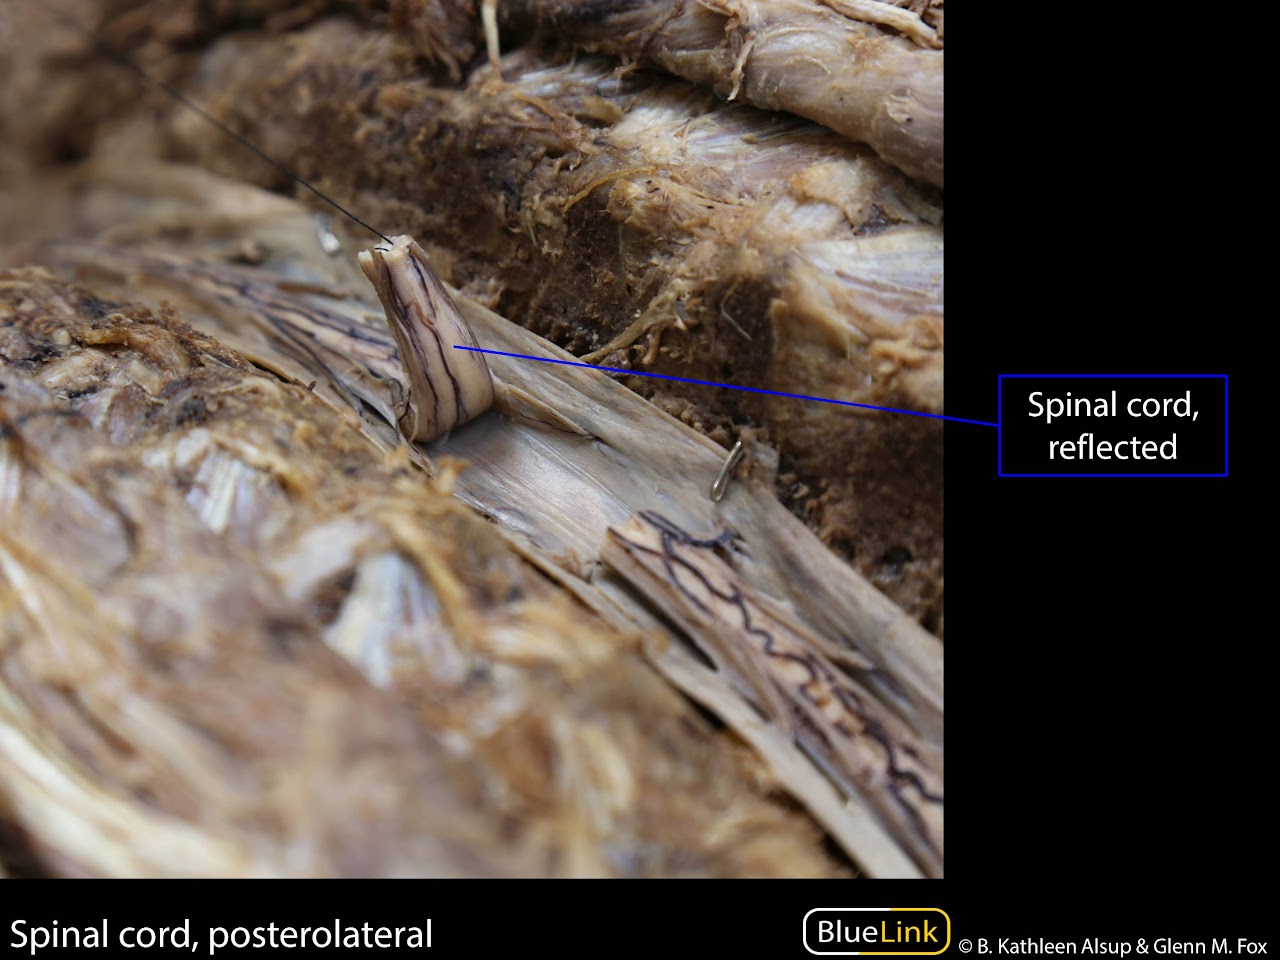 Spinal cord,
reflected
Spinal cord, posterolateral
BlueLink
© B. Kathleen Alsup & Glenn M. Fox